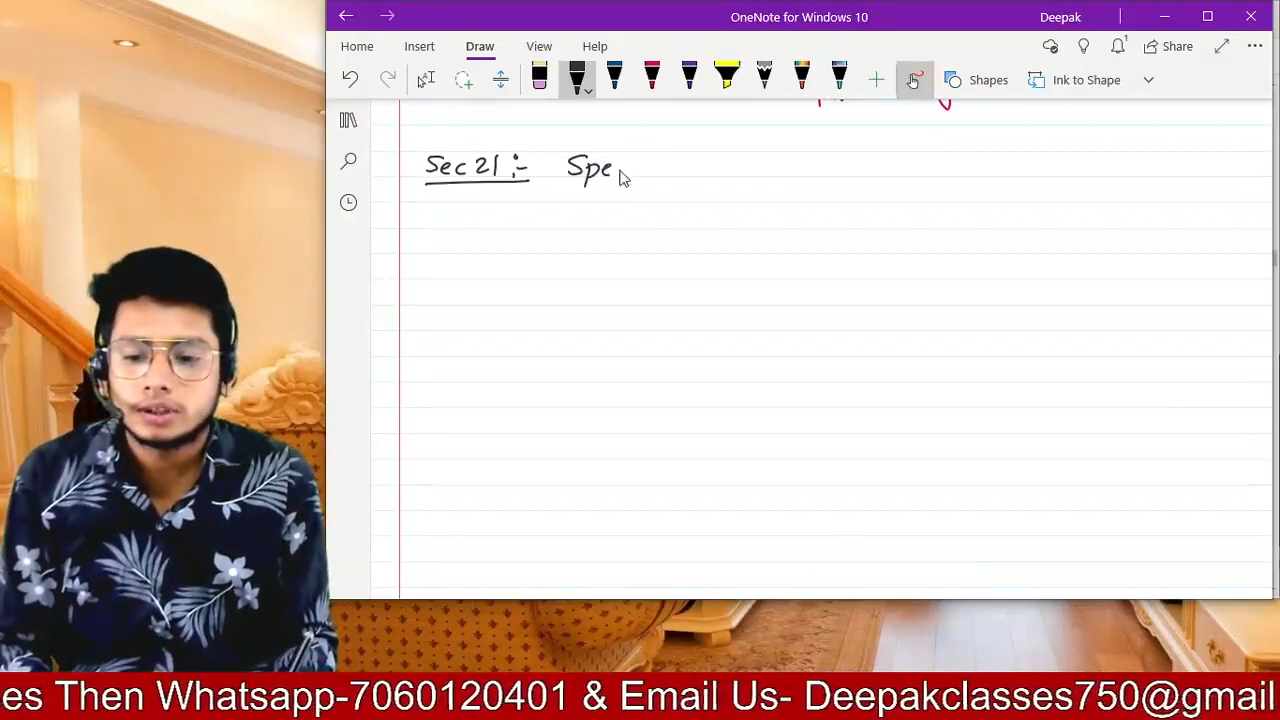 OneNote for Windows 10
Deepak
Home Insert Draw View Help
Share
Shapes
Ink to Shape
Sec 21 :- Spe
es Then Whatsapp-7060120401 & Email Us- Deepakclasses750@gmail